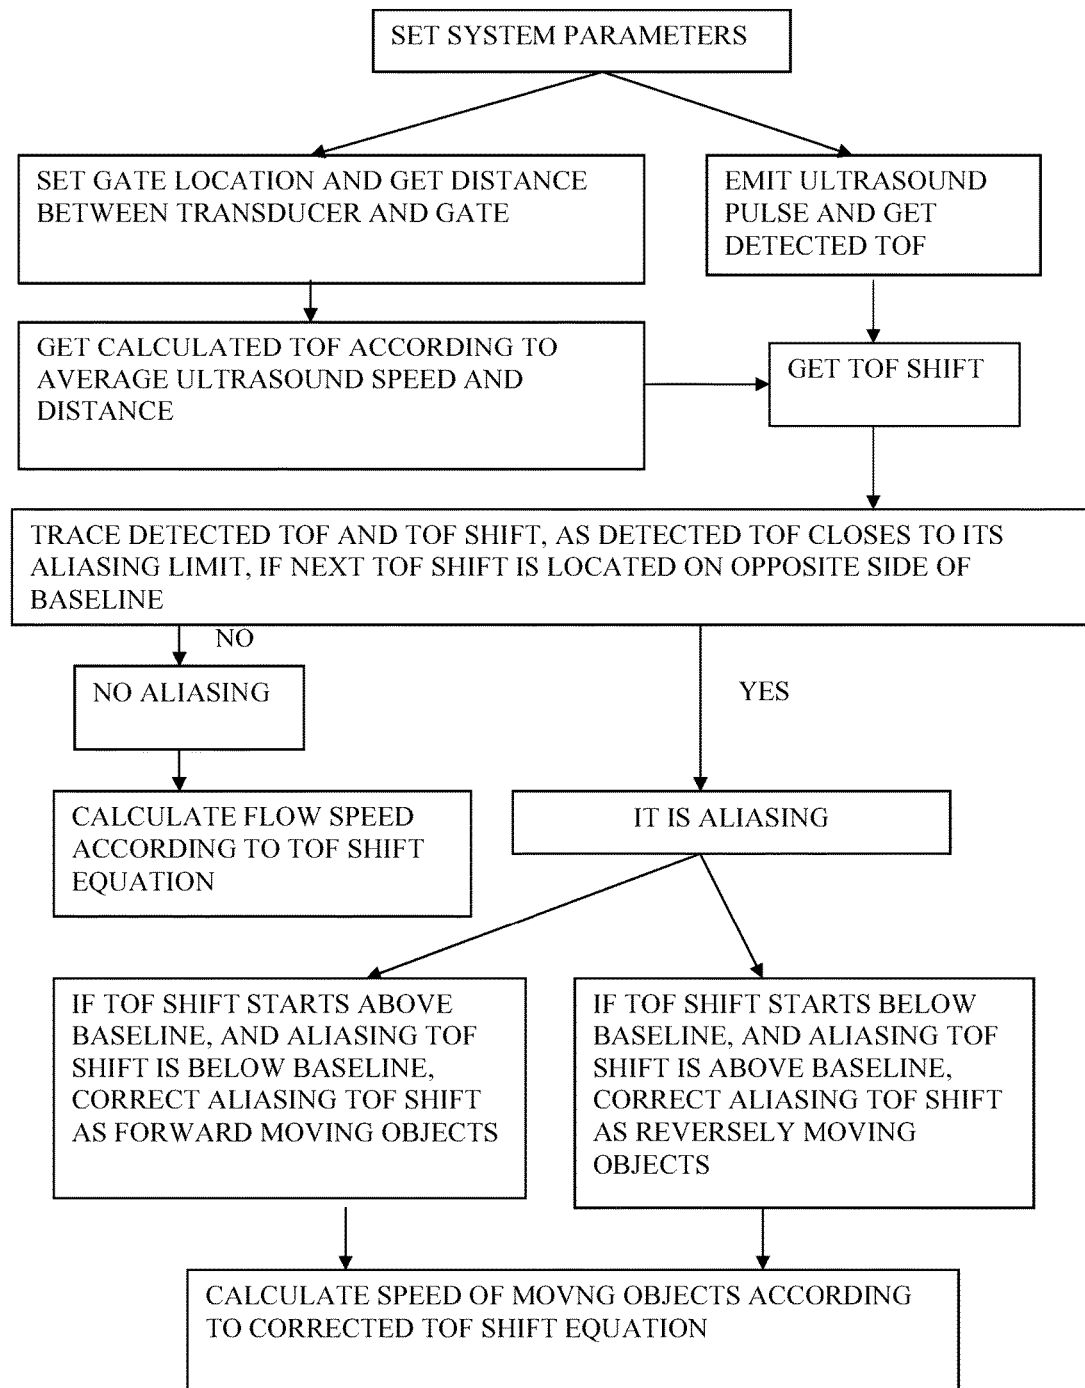 SET SYSTEM PARAMETERS
SET GATE LOCATION AND GET DISTANCE
BETWEEN TRANSDUCER AND GATE
EMIT ULTRASOUND
PULSE AND GET
DETECTED TOF
GET CALCULATED TOF ACCORDING TO
AVERAGE ULTRASOUND SPEED AND
DISTANCE
GET TOF SHIFT
TRACE DETECTED TOF AND TOF SHIFT, AS DETECTED TOF CLOSES TO ITS
ALIASING LIMIT, IF NEXT TOF SHIFT IS LOCATED ON OPPOSITE SIDE OF
BASELINE
NO
YES
NO ALIASING
CALCULATE FLOW SPEED
ACCORDING TO TOF SHIFT
EQUATION
IT IS ALIASING
IF TOF SHIFT STARTS ABOVE
BASELINE, AND ALIASING TOF
SHIFT IS BELOW BASELINE,
CORRECT ALIASING TOF SHIFT
AS FORWARD MOVING OBJECTS
IF TOF SHIFT STARTS BELOW
BASELINE, AND ALIASING TOF
SHIFT IS ABOVE BASELINE,
CORRECT ALIASING TOF SHIFT
AS REVERSELY MOVING
OBJECTS
CALCULATE SPEED OF MOVNG OBJECTS ACCORDING
TO CORRECTED TOF SHIFT EQUATION